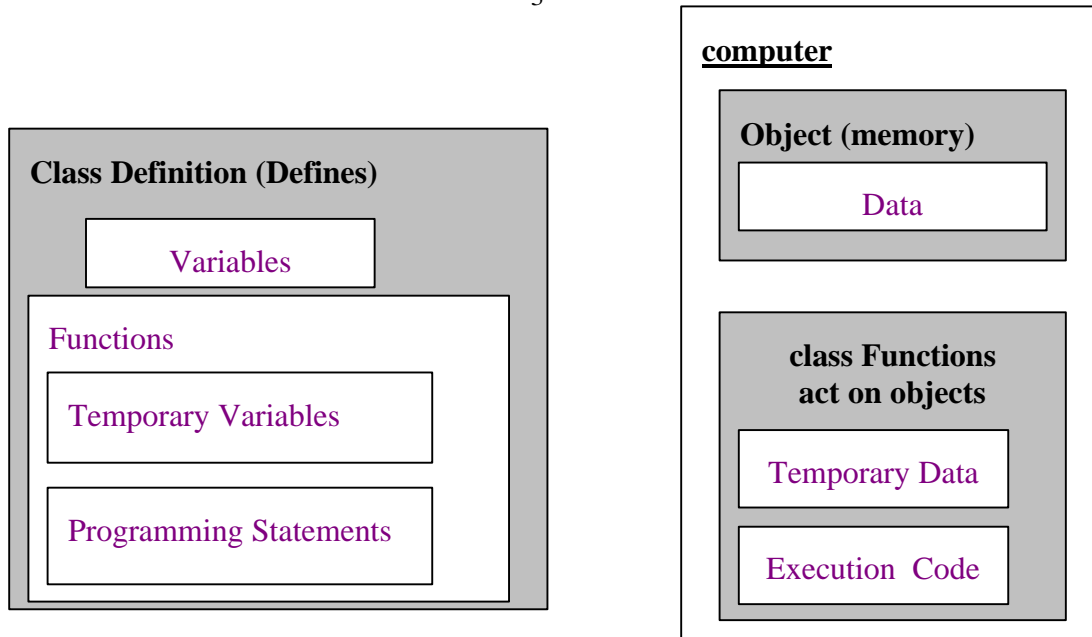 Class Definition (Defines)
Variables
Functions
Temporary Variables
Programming Statements
computer
Object (memory)
Data
class Functions
act on objects
Temporary Data
Execution Code